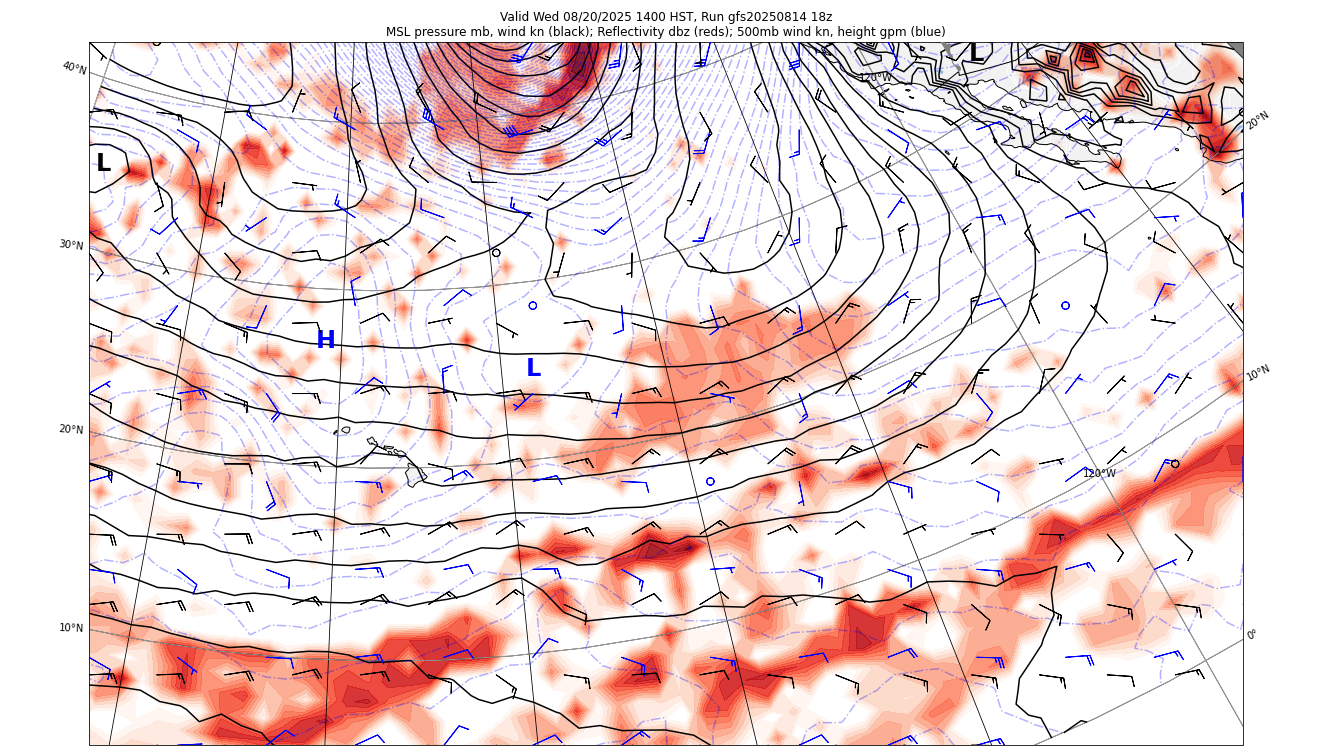 Valid Wed 08/20/2025 1400 HST, Run gfs20250814 18z
MSL pressure mb, wind kn (black); Reflectivity dbz (reds); 500mb wind kn, height gpm (blue)
L
40°N
120°W
20°N
L
30°N
H
L
10°N
20°N
120°W
10°N
0°